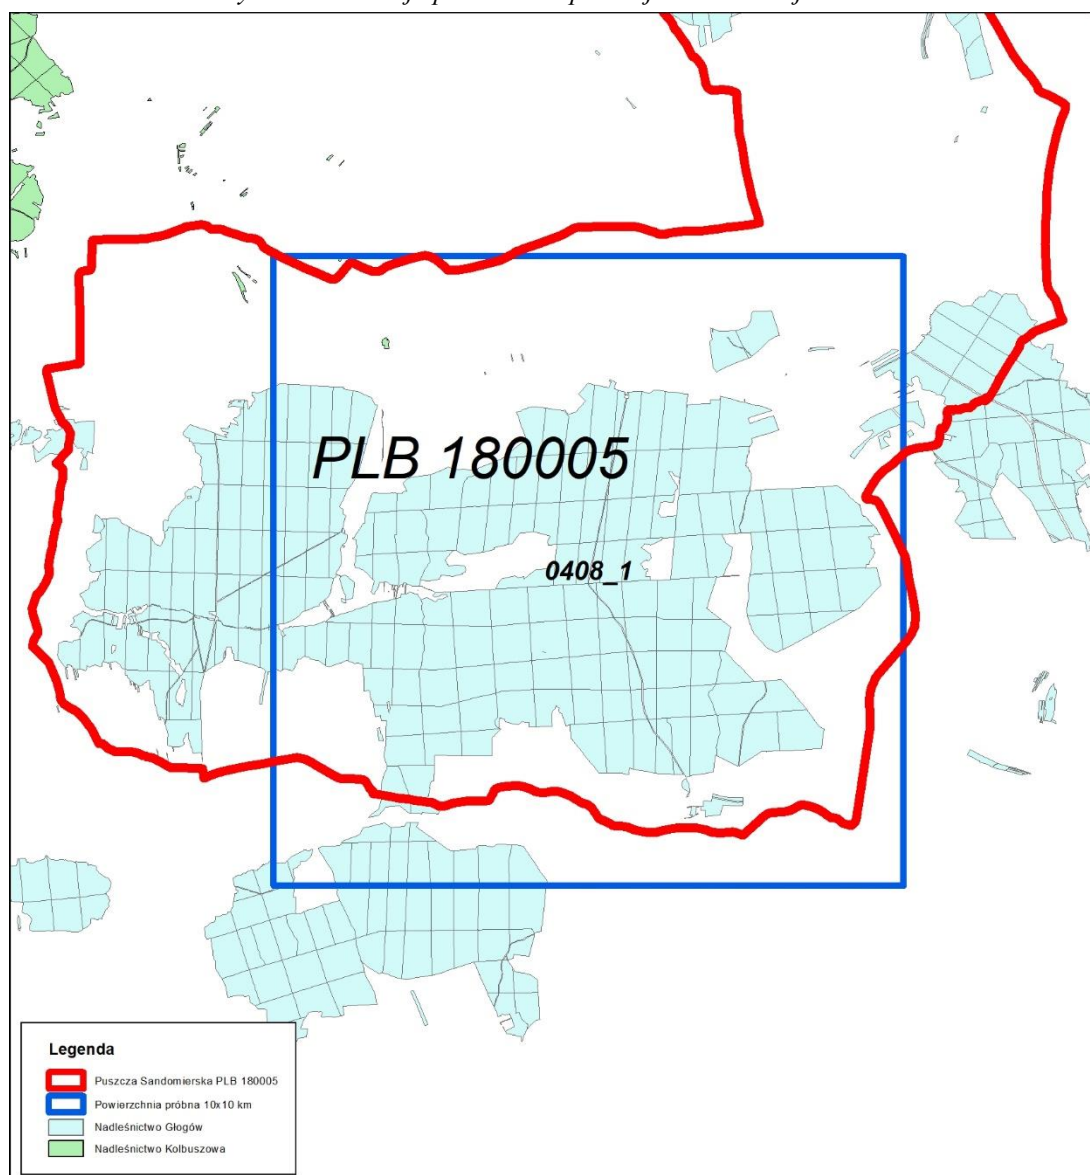 PLB 180005
0408_1
Legenda
Puszcza Sandomierska PLB 180005
Powierzchnia próbna 10x10 km
Nadleśnictwo Głogów
Nadleśnictwo Kolbuszowa